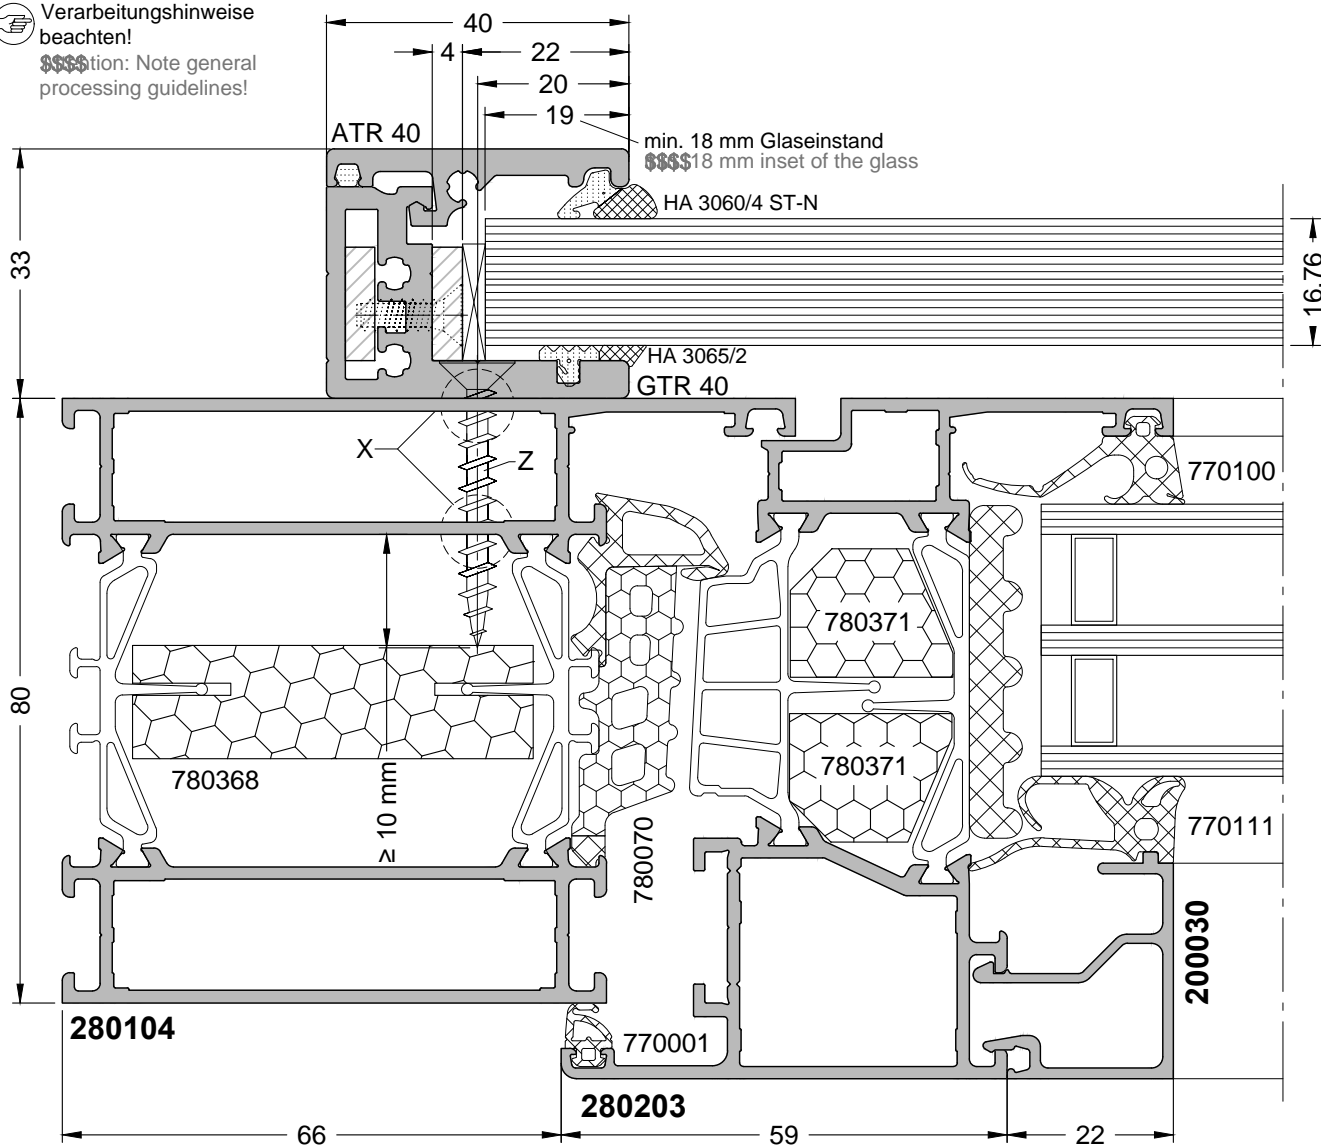 Verarbeitungshinweise
beachten!
tion: Note general
processing guidelines!
40
4
22
20
19
ATR 40
min. 18 mm Glaseinstand
18 mm inset of the glass
HA 3060/4 ST-N
33
16,76
HA 3065/2
GTR 40
X
Z
770100
780371
80
780368
780371
≥ 10 mm
780070
770111
200030
280104
770001
280203
66
59
22